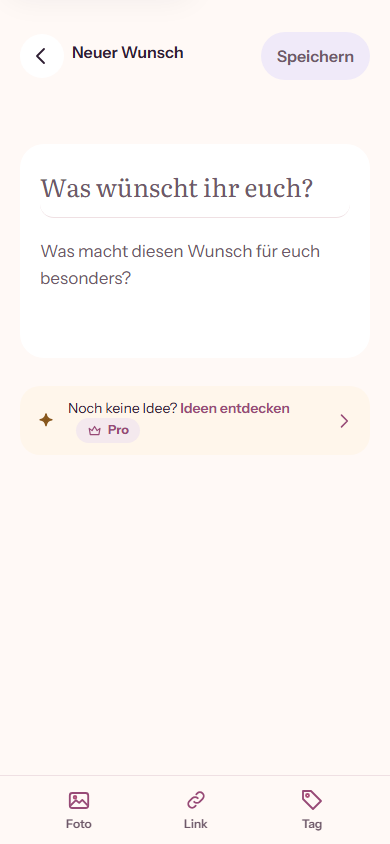 Neuer Wunsch
Speichern
Was wünscht ihr euch?
Was macht diesen Wunsch für euch
besonders?
Noch keine Idee? Ideen entdecken
Pro
Foto
Link
Tag